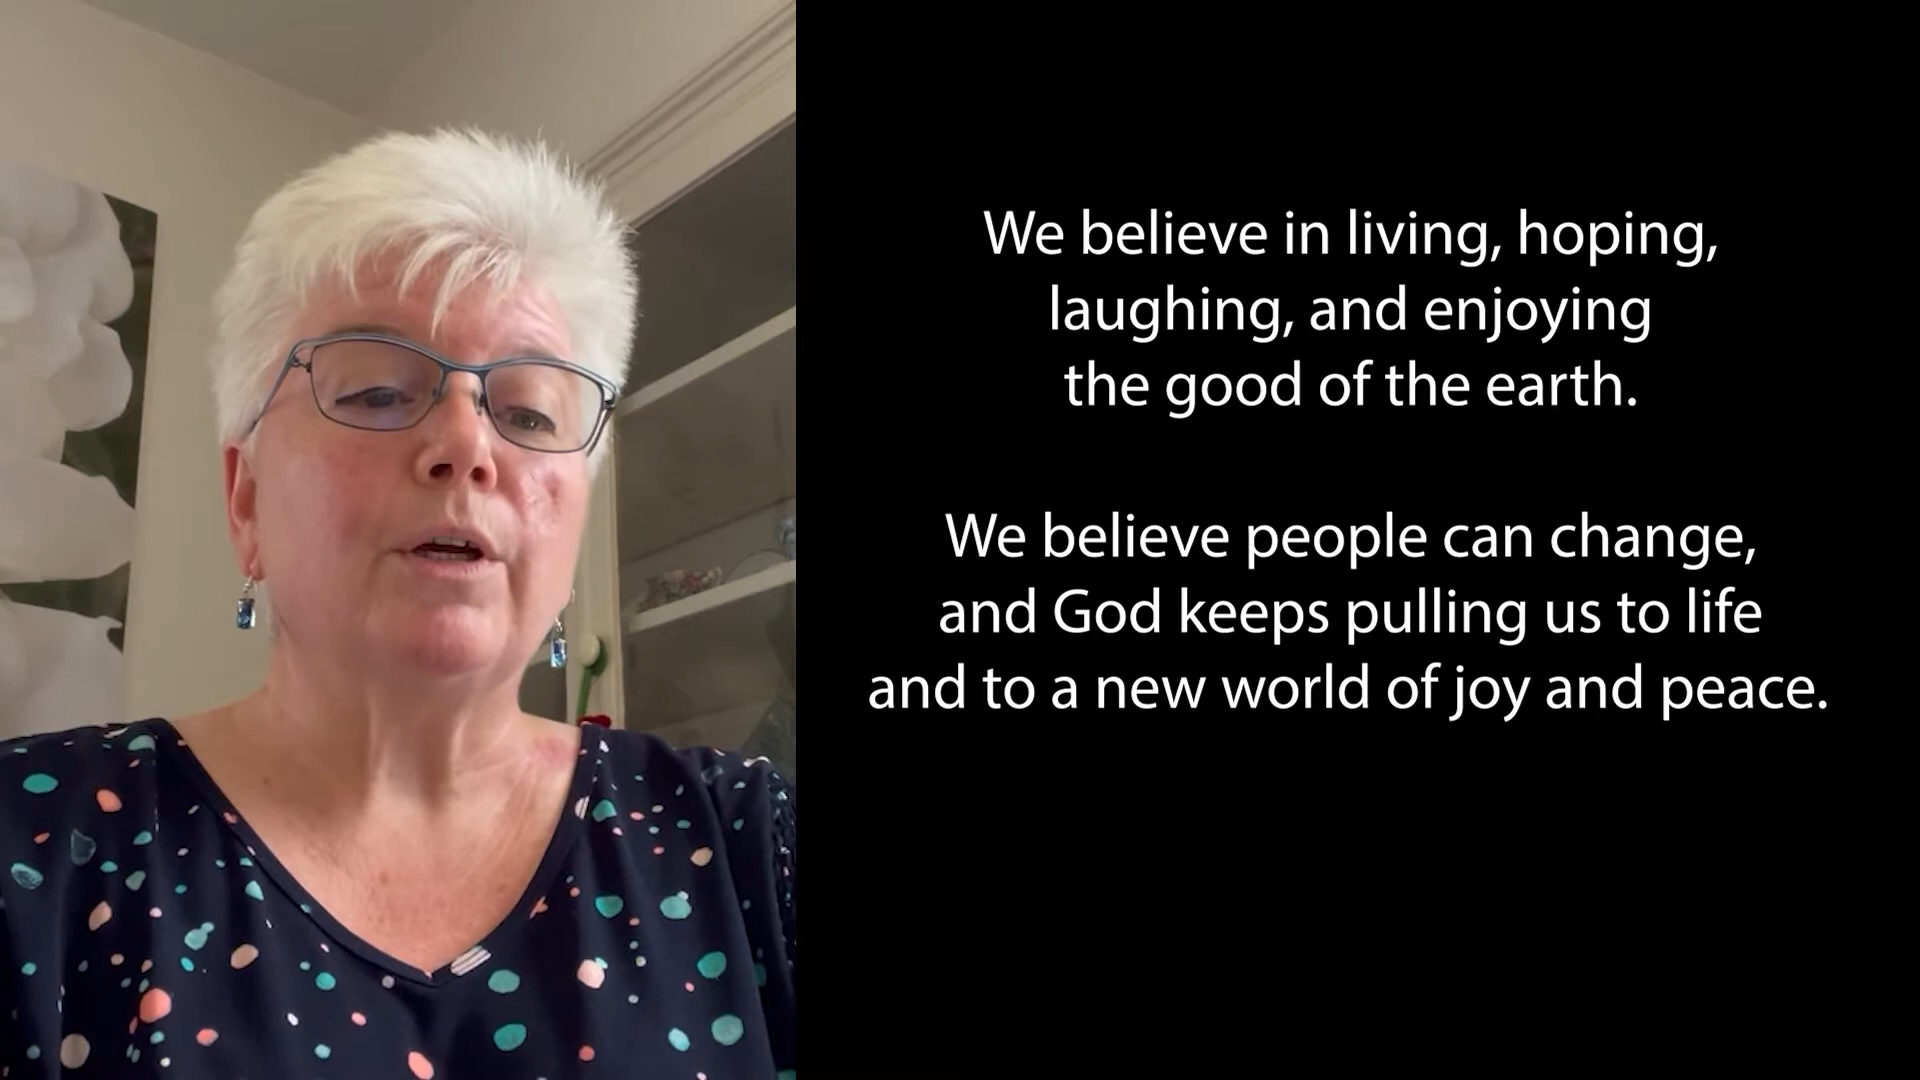 We believe in living, hoping,
laughing, and enjoying
the good of the earth.
We believe people can change,
and God keeps pulling us to life
and to a new world of joy and peace.